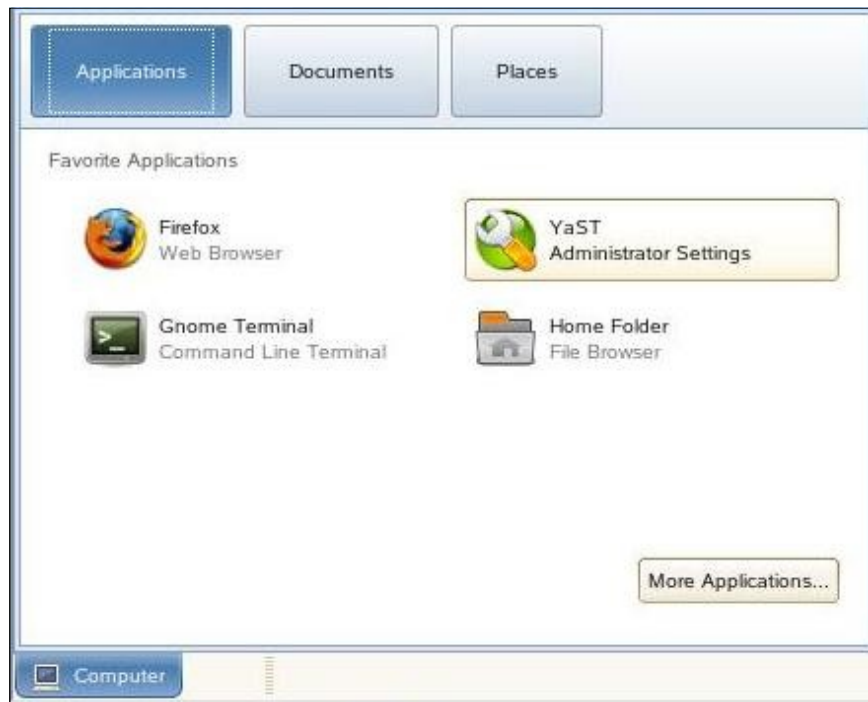 Applications
Documents
Places
Favorite Applications
Firefox
Web Browser
YaST
Administrator Settings
Gnome Terminal
Command Line Terminal
Home Folder
File Browser
More Applications...
Computer